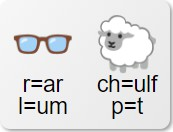 r=ar ch=ulf
l=um p=t